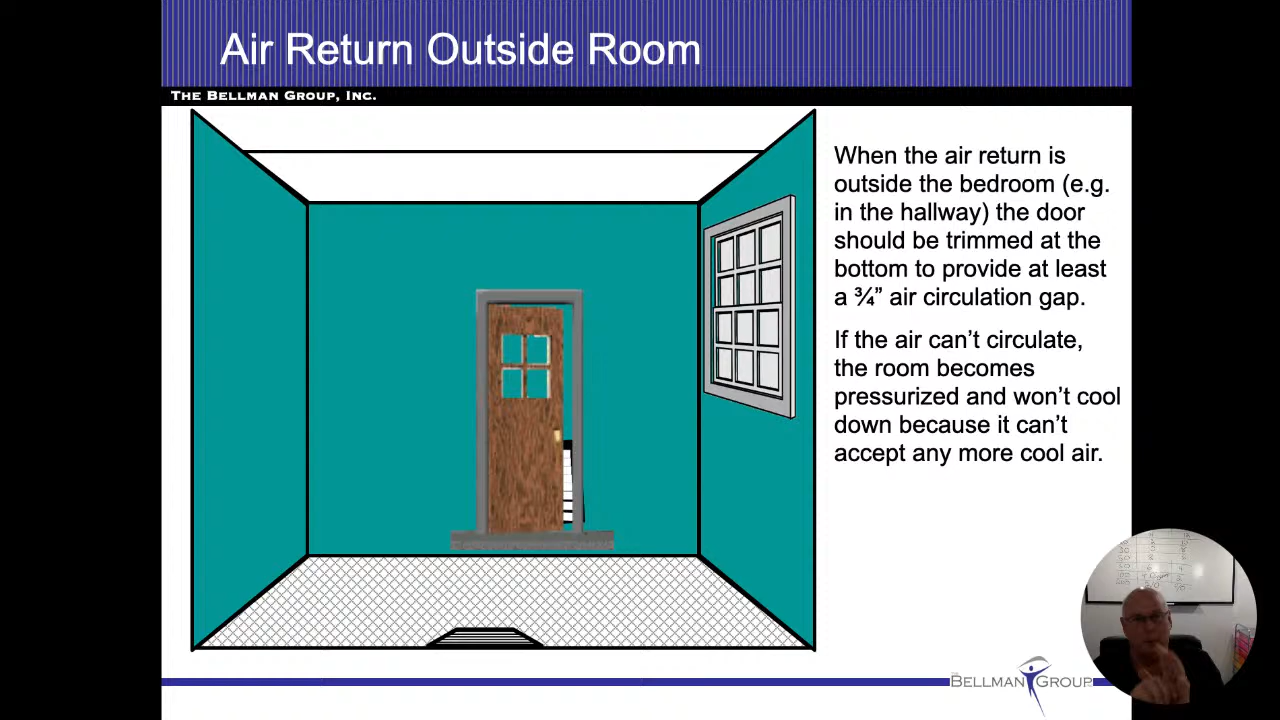 Air Return Outside Room
THE BELLMAN GROUP, INC.
When the air return is
outside the bedroom (e.g.
in the hallway) the door
should be trimmed at the
bottom to provide at least
a ¾” air circulation gap.
If the air can’t circulate,
the room becomes
pressurized and won’t cool
down because it can’t
accept any more cool air.
THE BELLMAN GROUP